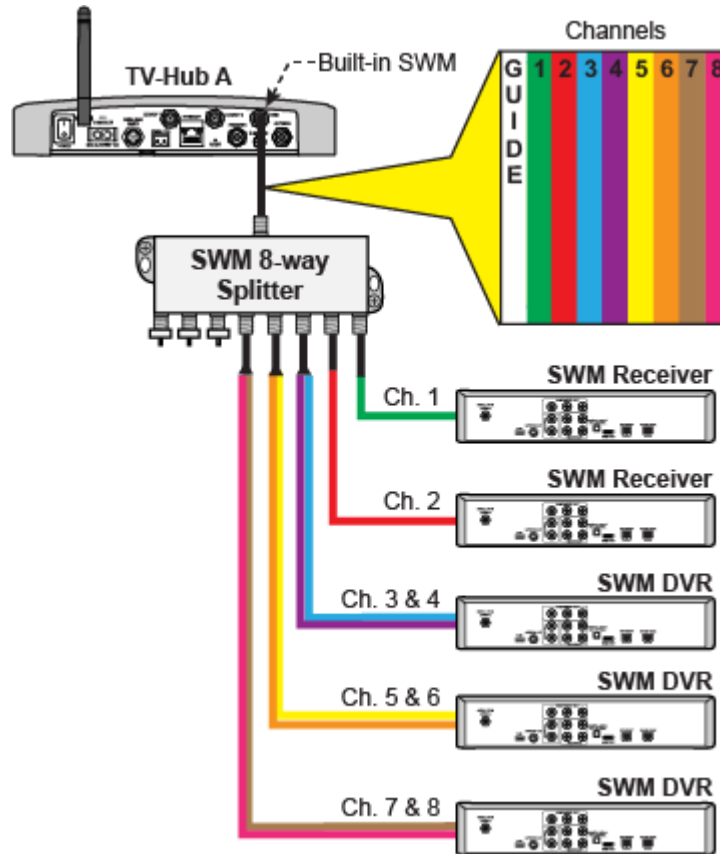 Channels
TV-Hub A
Built-in SWM
GUIDE
1 2 3 4 5 6 7 8
SWM 8-way
Splitter
SWM Receiver
Ch. 1
SWM Receiver
Ch. 2
SWM DVR
Ch. 3 & 4
SWM DVR
Ch. 5 & 6
SWM DVR
Ch. 7 & 8